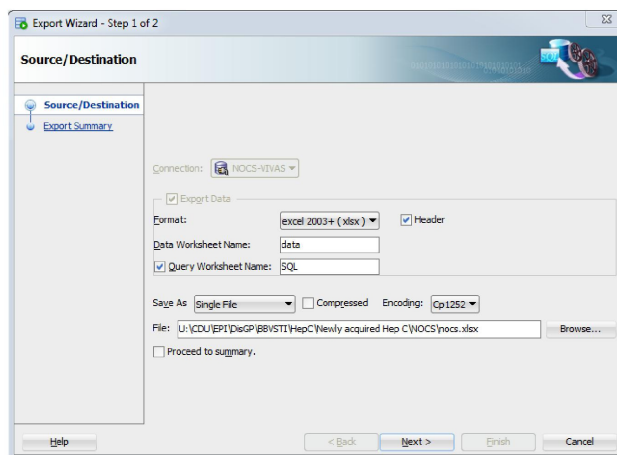 Export Wizard - Step 1 of 2
Source/Destination
SQL
Source/Destination
Export Summary
Connection: NOCS-VIVAS
Export Data
Format: excel 2003+ ( xlsx ) Header
Data Worksheet Name: data
Query Worksheet Name: SQL
Save As Single File Compressed Encoding: Cp1252
File: U:\CDU\EPI\DisGP\BBVSTI\HepC\Newly acquired Hep C\NOCS\nocs.xlsx Browse...
Proceed to summary.
Help < Back Next > Finish Cancel